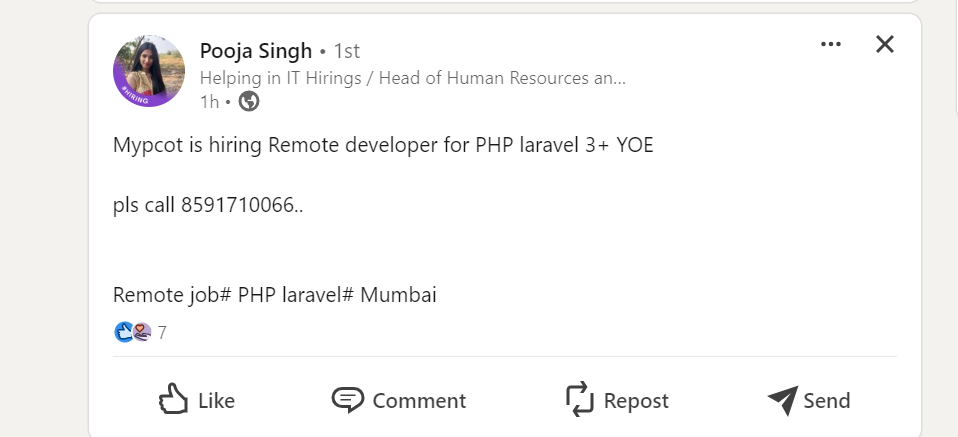 Pooja Singh • 1st
Helping in IT Hirings / Head of Human Resources an...
1h •
#HIRING
Mypcot is hiring Remote developer for PHP laravel 3+ YOE
pls call 8591710066..
Remote job# PHP laravel# Mumbai
7
Like Comment Repost Send